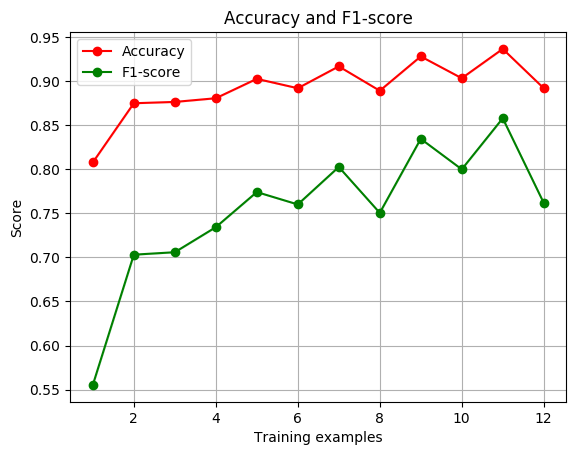 Accuracy and F1-score
Accuracy
F1-score
0.95
0.90
0.85
0.80
0.75
0.70
0.65
0.60
0.55
Score
2 4 6 8 10 12
Training examples